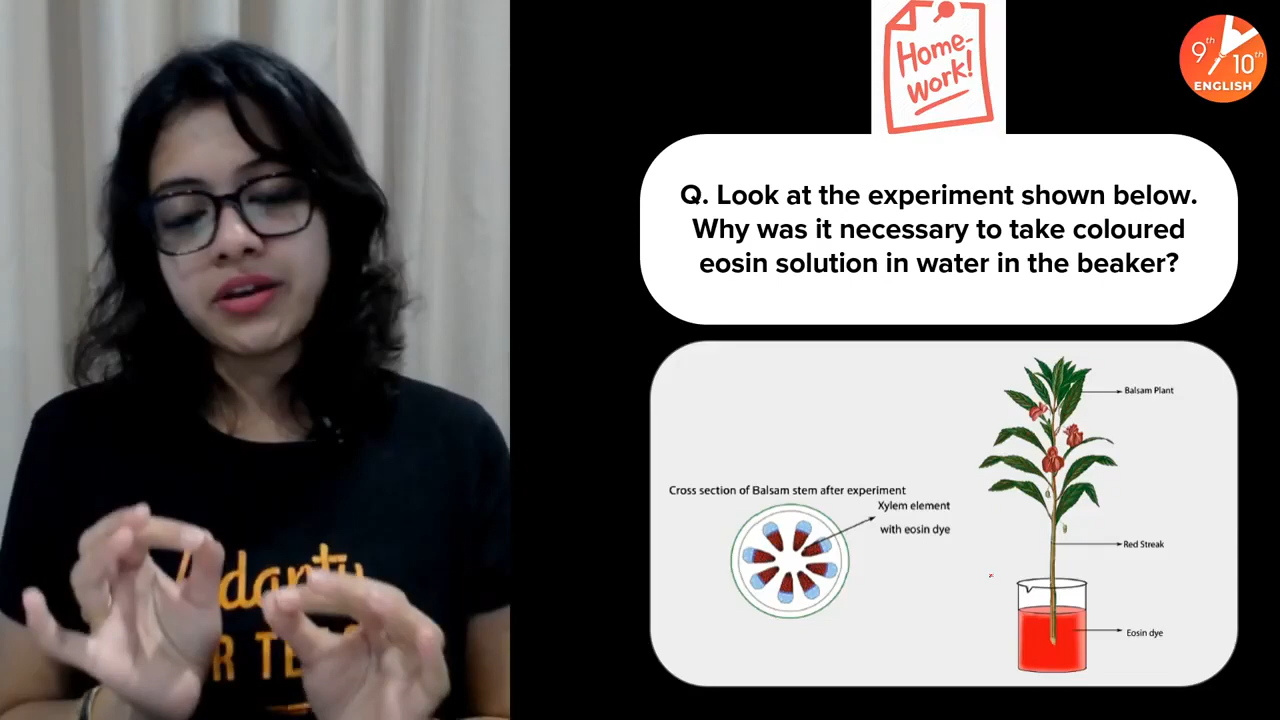 Home-
work!
9th
10th
ENGLISH
Q. Look at the experiment shown below.
Why was it necessary to take coloured
eosin solution in water in the beaker?
Balsam Plant
Cross section of Balsam stem after experiment
Xylem element
with eosin dye
Red Streak
Eosin dye